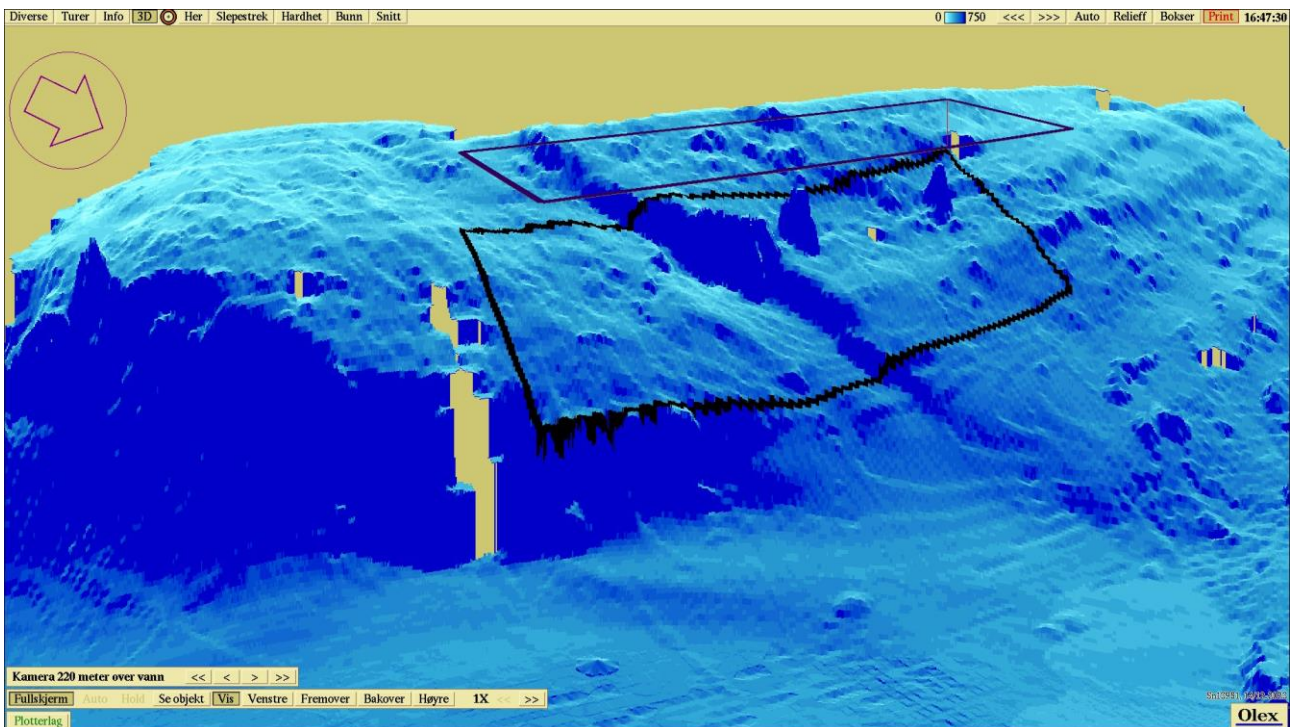 Diverse Turer Info 3D Her Slepestrek Hardhet Bunn Snitt 0 750 <<< >>> Auto Relieff Bokser Print 16:47:30
Kamera 220 meter over vann << < > >>
Fullskjerm Auto Hold Se objekt Vis Venstre Fremover Bakover Høyre 1X << >>
Plotterlag
Olex